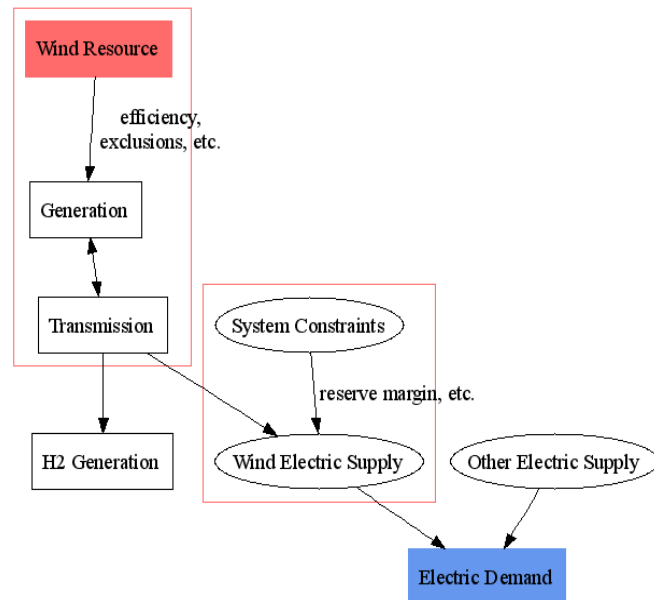 Wind Resource
efficiency,
exclusions, etc.
Generation
Transmission
System Constraints
reserve margin, etc.
H2 Generation
Wind Electric Supply
Other Electric Supply
Electric Demand